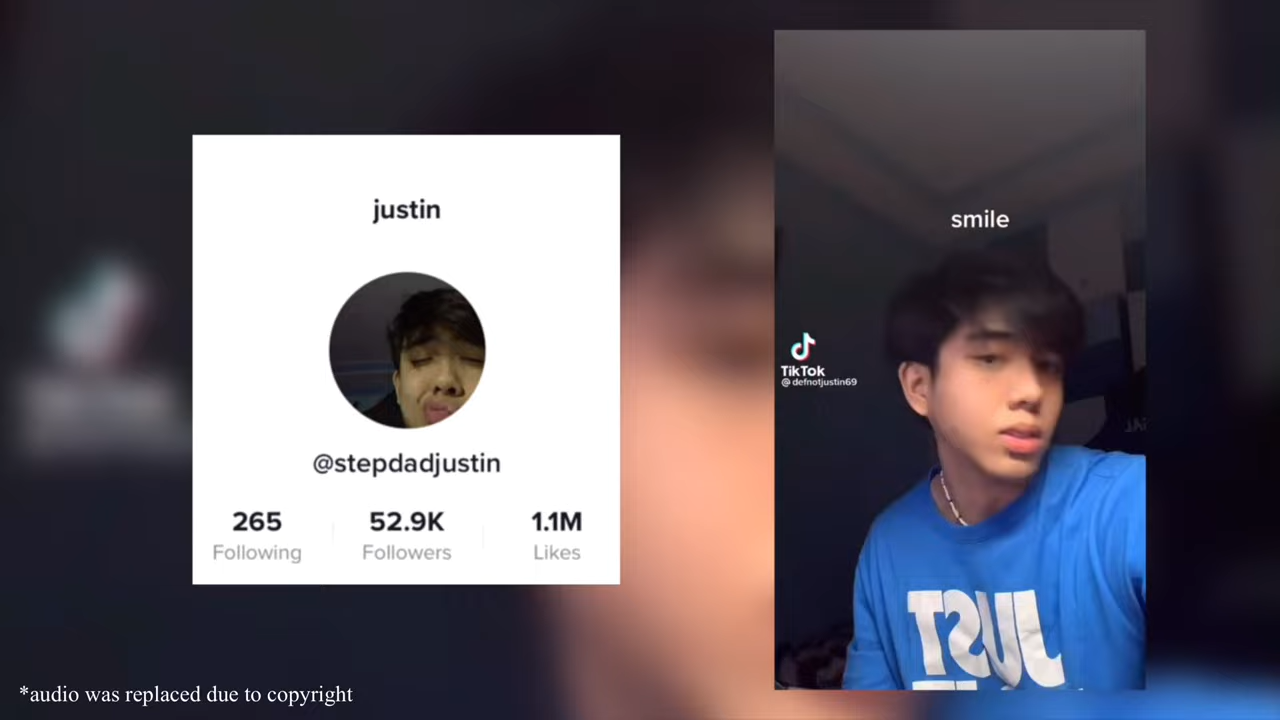 justin
@stepdadjustin
265
52.9K
1.1M
Following
Followers
Likes
smile
TikTok
@defnotjustin69
JUST
*audio was replaced due to copyright